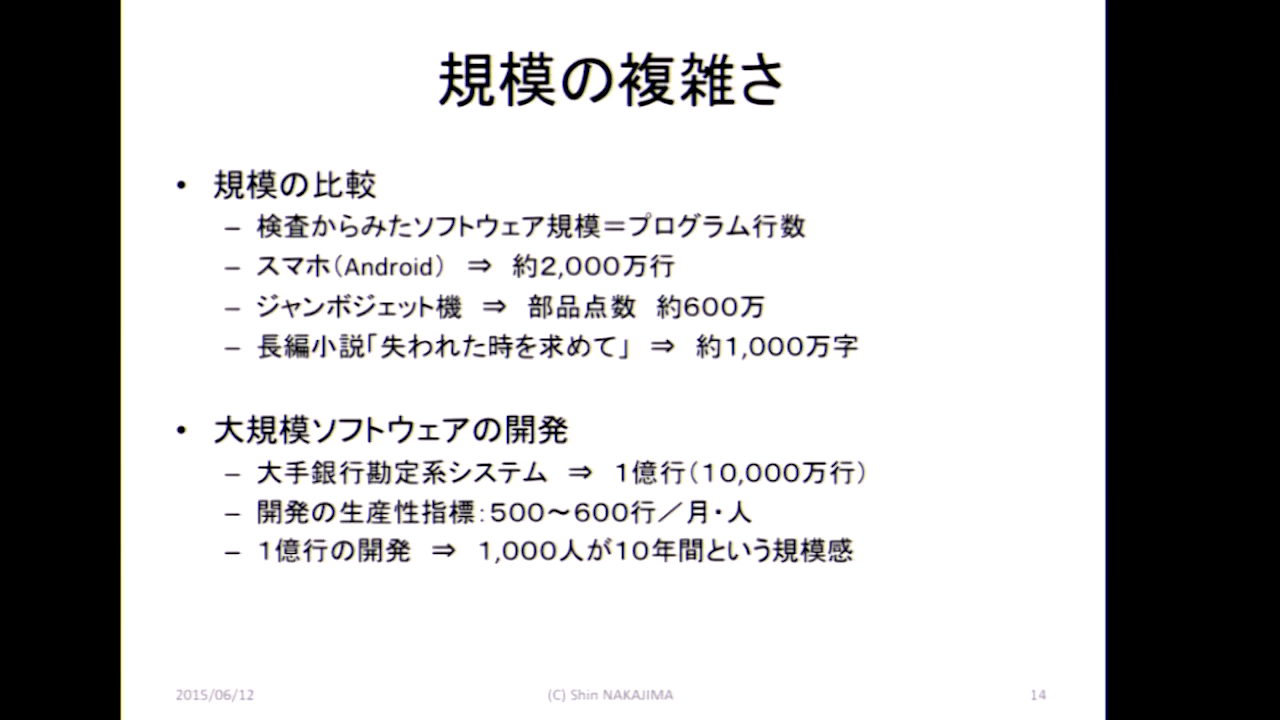 規模の複雑さ
• 規模の比較
– 検査からみたソフトウェア規模＝プログラム行数
– スマホ（Android） ⇒ 約２,０００万行
– ジャンボジェット機 ⇒ 部品点数 約６００万
– 長編小説「失われた時を求めて」 ⇒ 約１,０００万字
• 大規模ソフトウェアの開発
– 大手銀行勘定系システム ⇒ １億行（１０,０００万行）
– 開発の生産性指標：５００～６００行／月・人
– １億行の開発 ⇒ １,０００人が１０年間という規模感
2015/06/12 (C) Shin NAKAJIMA 14